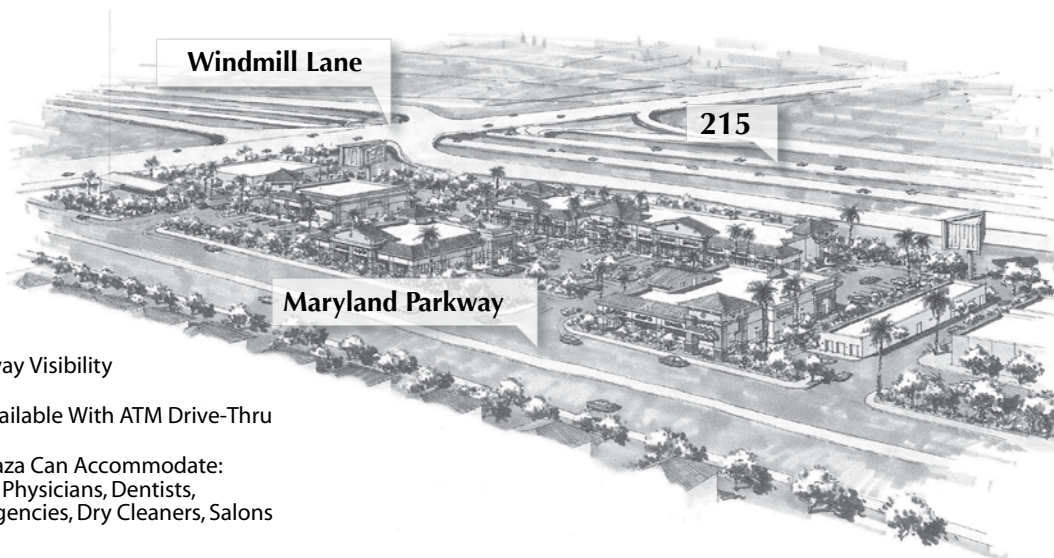 Windmill Lane
215
Maryland Parkway
way Visibility
ailable With ATM Drive-Thru
aza Can Accommodate:
Physicians, Dentists,
gencies, Dry Cleaners, Salons